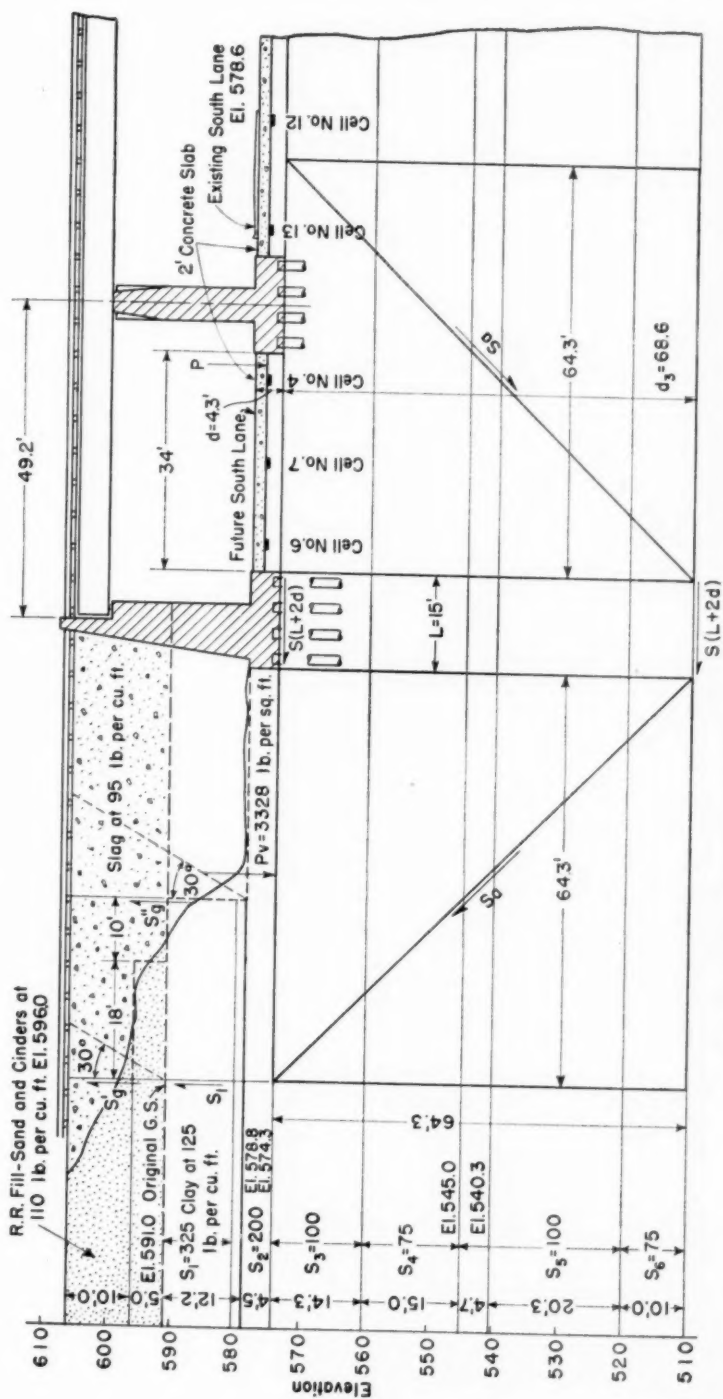 610
600
590
580
570
560
550
540
530
520
510
Elevation
R.R. Fill-Sand and Cinders at
110 lb. per cu. ft. El. 596.0
10.'0
5.'0
12.'2
4.'5
14.'3
15.'0
4.'7
20.'3
10.'0
El. 591.0 Original G.S.
S₁=325 Clay at 125
lb. per cu. ft.
S₂=200
El. 578.8
El. 574.3
S₃=100
S₄=75
El. 545.0
El. 540.3
S₅=100
S₆=75
64.'3
30°
S'g
18'
10'
S₁
S"g
30°
Slag at 95 lb. per cu. ft.
Pv=3328 lb. per sq. ft.
Sa
64.3'
S(L+2d)
L=15'
S(L+2d)
49.2'
34'
Future South Lane
d=4.3'
P
2' Concrete Slab
Existing South Lane
El. 578.6
Cell No. 6
Cell No. 7
Cell No. 4
Cell No. 13
Cell No. 12
Sa
64.3'
d₃=68.6